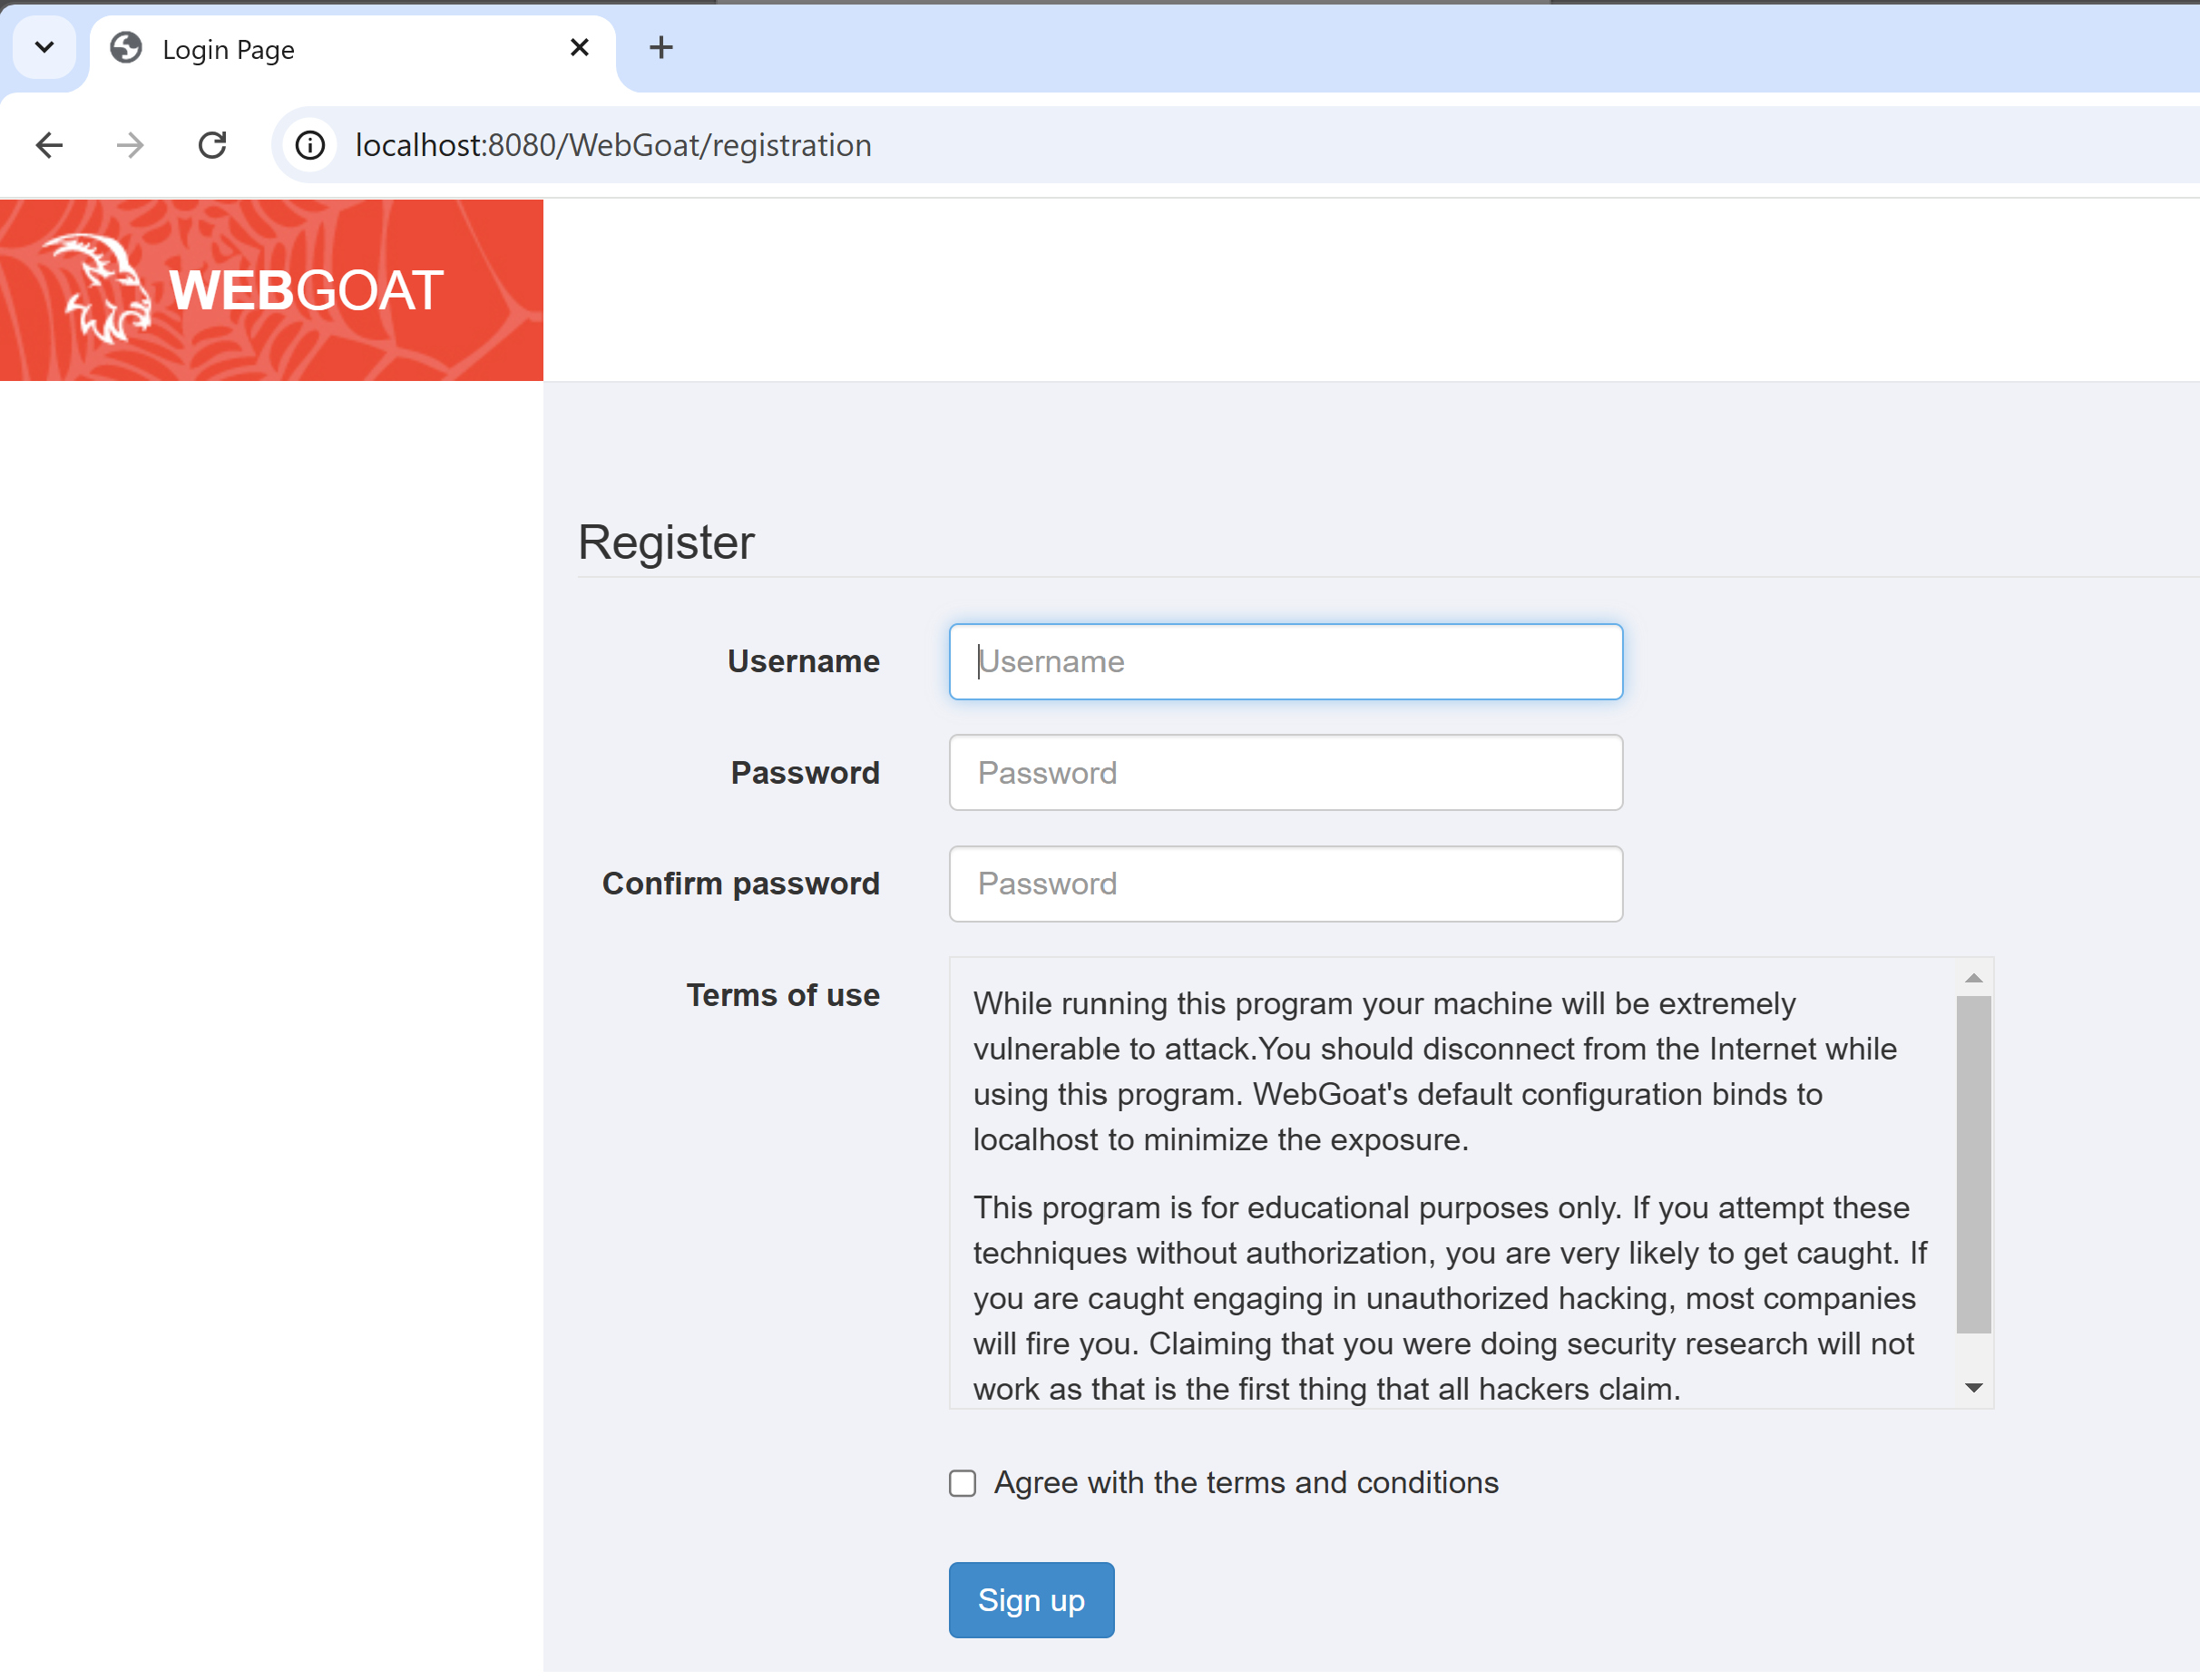 Login Page
localhost:8080/WebGoat/registration
WEBGOAT
Register
Username
Username
Password
Password
Confirm password
Password
Terms of use
While running this program your machine will be extremely
vulnerable to attack.You should disconnect from the Internet while
using this program. WebGoat's default configuration binds to
localhost to minimize the exposure.
This program is for educational purposes only. If you attempt these
techniques without authorization, you are very likely to get caught. If
you are caught engaging in unauthorized hacking, most companies
will fire you. Claiming that you were doing security research will not
work as that is the first thing that all hackers claim.
Agree with the terms and conditions
Sign up